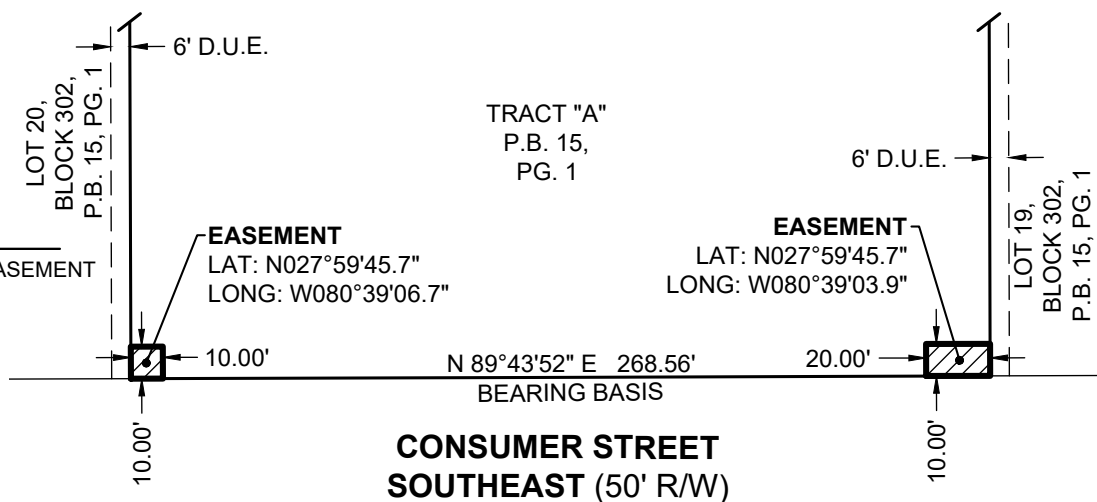 6' D.U.E.
LOT 20,
BLOCK 302,
P.B. 15, PG. 1
TRACT "A"
P.B. 15,
PG. 1
6' D.U.E.
LOT 19,
BLOCK 302,
P.B. 15, PG. 1
EASEMENT
LAT: N027°59'45.7"
LONG: W080°39'06.7"
EASEMENT
LAT: N027°59'45.7"
LONG: W080°39'03.9"
ASEMENT
10.00'
N 89°43'52" E 268.56'
20.00'
BEARING BASIS
10.00'
10.00'
CONSUMER STREET
SOUTHEAST (50' R/W)